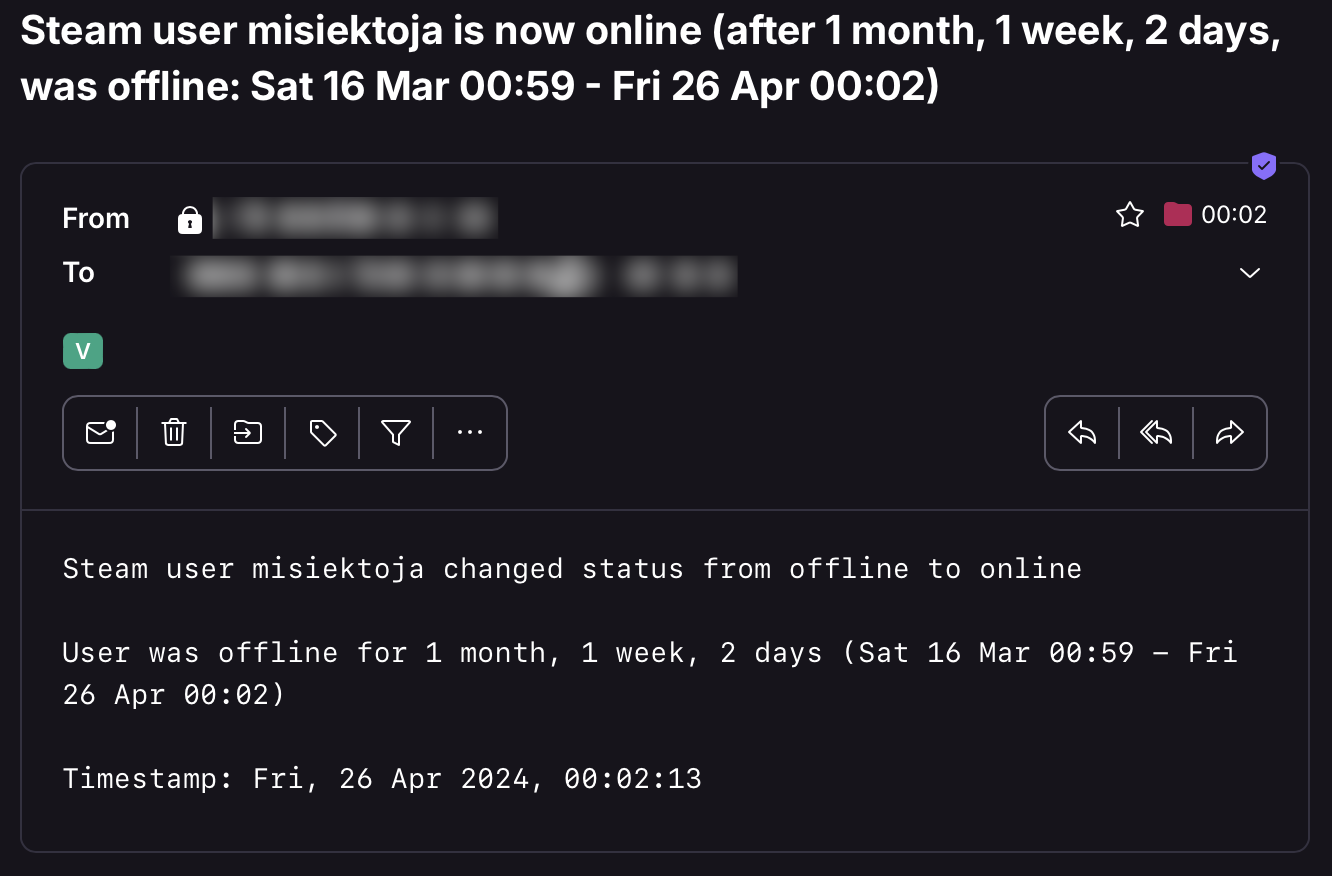 Steam user misiektoja is now online (after 1 month, 1 week, 2 days,
was offline: Sat 16 Mar 00:59 - Fri 26 Apr 00:02)
From
00:02
To
V
Steam user misiektoja changed status from offline to online
User was offline for 1 month, 1 week, 2 days (Sat 16 Mar 00:59 – Fri
26 Apr 00:02)
Timestamp: Fri, 26 Apr 2024, 00:02:13